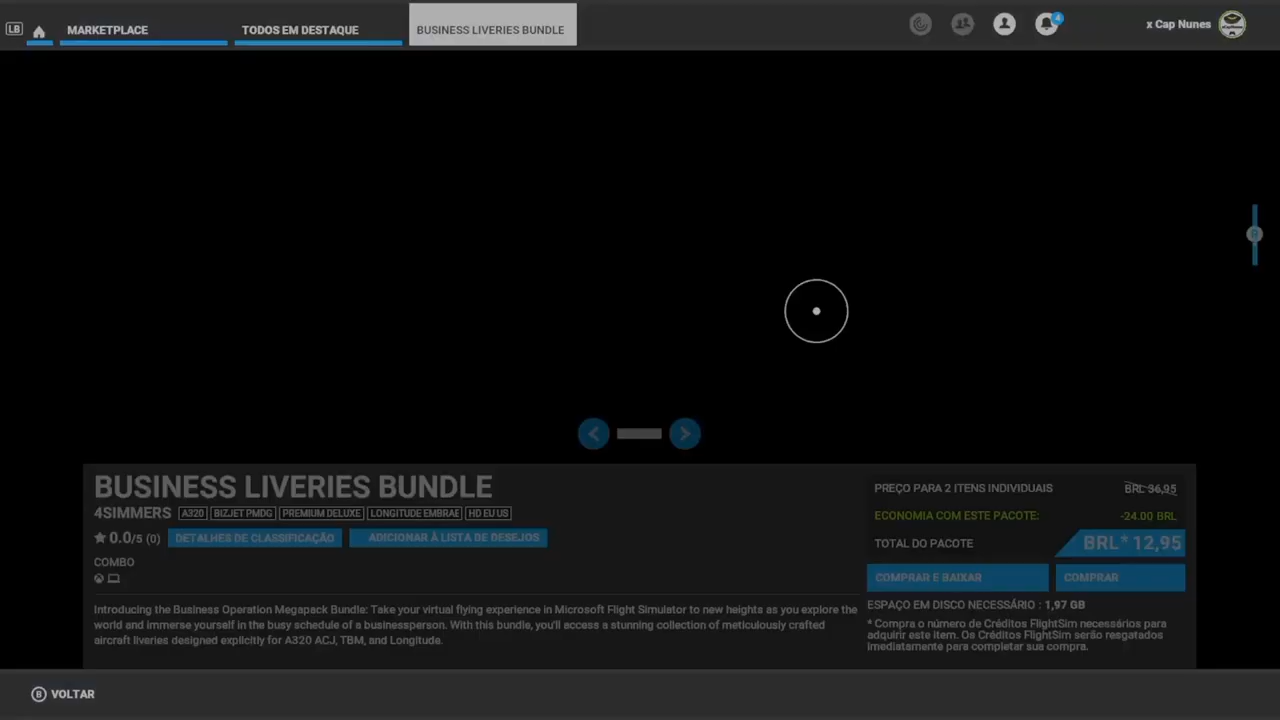 LB
MARKETPLACE
TODOS EM DESTAQUE
BUSINESS LIVERIES BUNDLE
4
x Cap Nunes
R
BUSINESS LIVERIES BUNDLE
4SIMMERS A320 BIZJET PMDG PREMIUM DELUXE LONGITUDE EMBRAE HD EU US
0.0/5 (0) DETALHES DE CLASSIFICAÇÃO ADICIONAR À LISTA DE DESEJOS
COMBO
Introducing the Business Operation Megapack Bundle: Take your virtual flying experience in Microsoft Flight Simulator to new heights as you explore the
world and immerse yourself in the busy schedule of a businessperson. With this bundle, you'll access a stunning collection of meticulously crafted
aircraft liveries designed explicitly for A320 ACJ, TBM, and Longitude.
PREÇO PARA 2 ITENS INDIVIDUAIS BRL 36,95
ECONOMIA COM ESTE PACOTE: -24.00 BRL
TOTAL DO PACOTE BRL* 12,95
COMPRAR E BAIXAR COMPRAR
ESPAÇO EM DISCO NECESSÁRIO : 1,97 GB
* Compra o número de Créditos FlightSim necessários para
adquirir este item. Os Créditos FlightSim serão resgatados
imediatamente para completar sua compra.
B VOLTAR